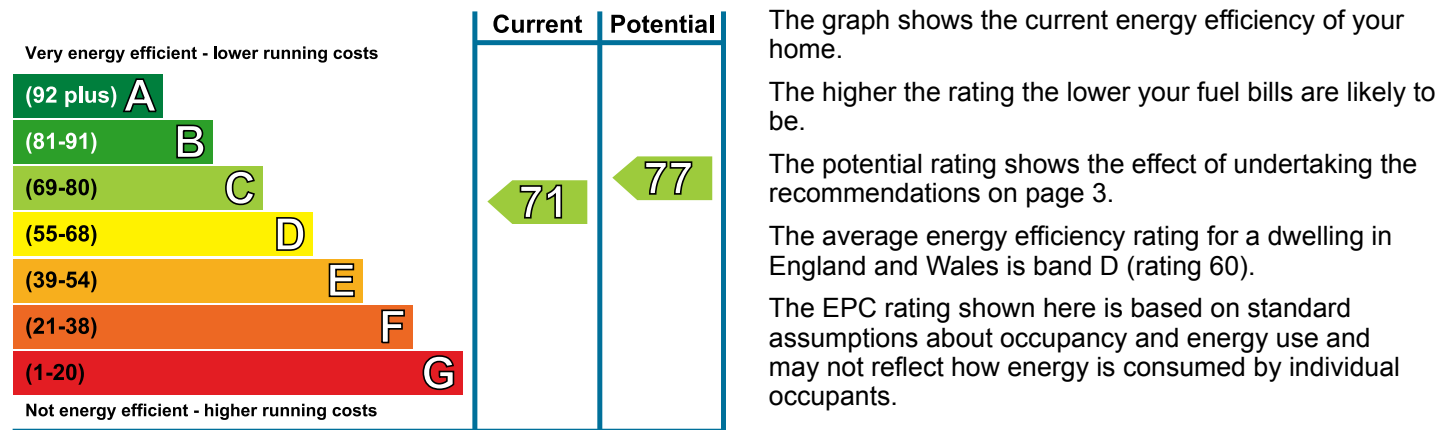 Current Potential
Very energy efficient - lower running costs
(92 plus) A
(81-91) B
(69-80) C
(55-68) D
(39-54) E
(21-38) F
(1-20) G
Not energy efficient - higher running costs
71
77
The graph shows the current energy efficiency of your
home.
The higher the rating the lower your fuel bills are likely to
be.
The potential rating shows the effect of undertaking the
recommendations on page 3.
The average energy efficiency rating for a dwelling in
England and Wales is band D (rating 60).
The EPC rating shown here is based on standard
assumptions about occupancy and energy use and
may not reflect how energy is consumed by individual
occupants.